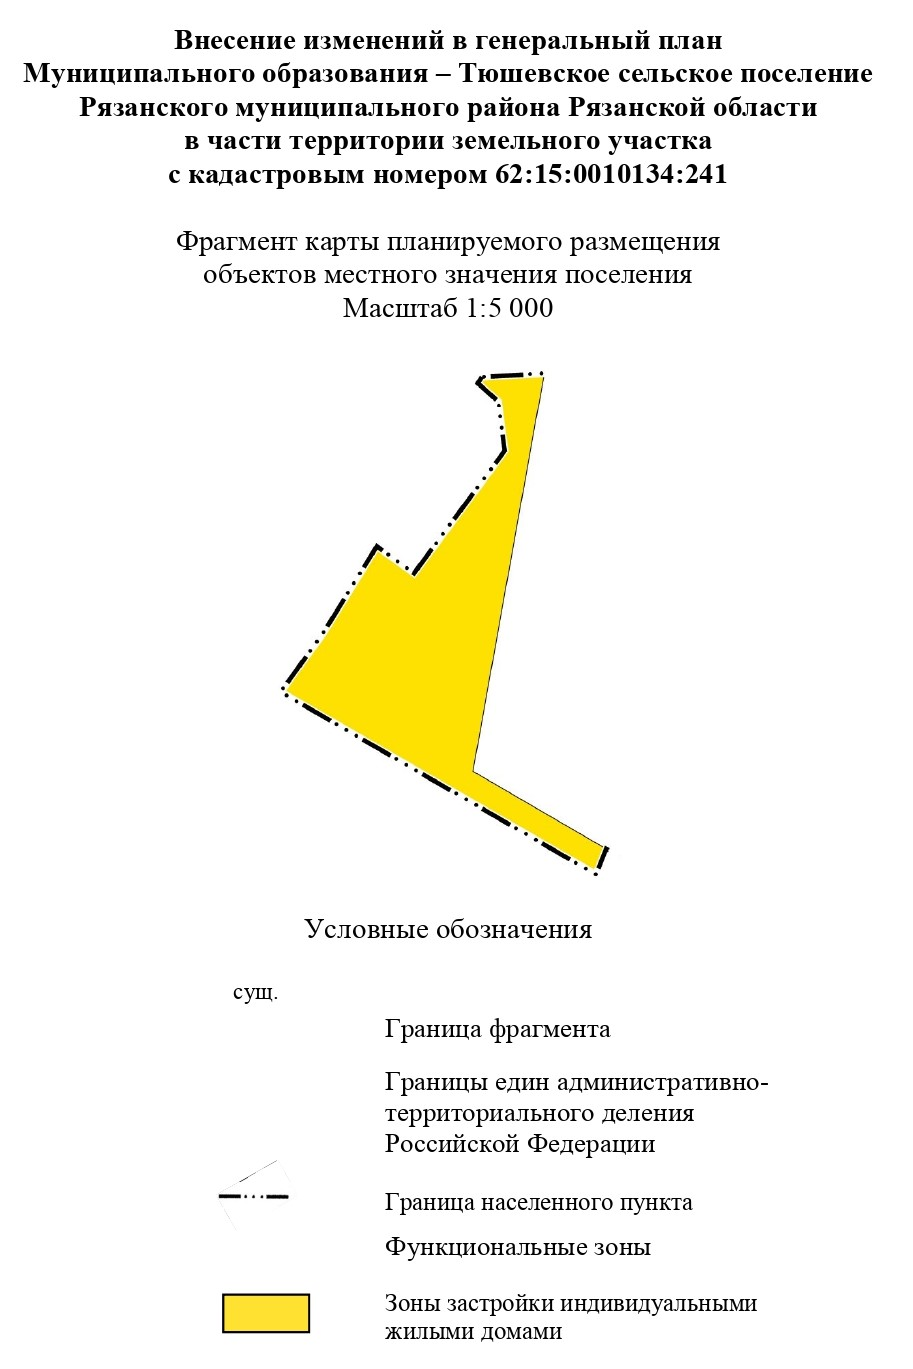 Внесение изменений в генеральный план
Муниципального образования – Тюшевское сельское поселение
Рязанского муниципального района Рязанской области
в части территории земельного участка
с кадастровым номером 62:15:0010134:241
Фрагмент карты планируемого размещения
объектов местного значения поселения
Масштаб 1:5 000
Условные обозначения
сущ.
Граница фрагмента
Границы един административно-
территориального деления
Российской Федерации
Граница населенного пункта
Функциональные зоны
Зоны застройки индивидуальными
жилыми домами